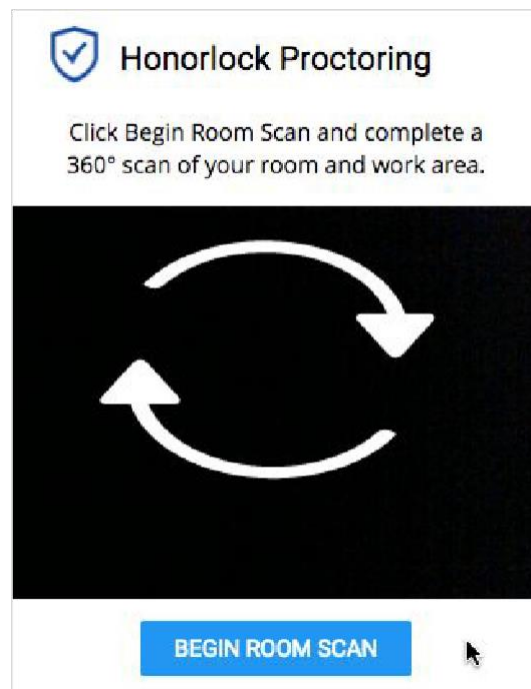 Honorlock Proctoring
Click Begin Room Scan and complete a
360° scan of your room and work area.
BEGIN ROOM SCAN